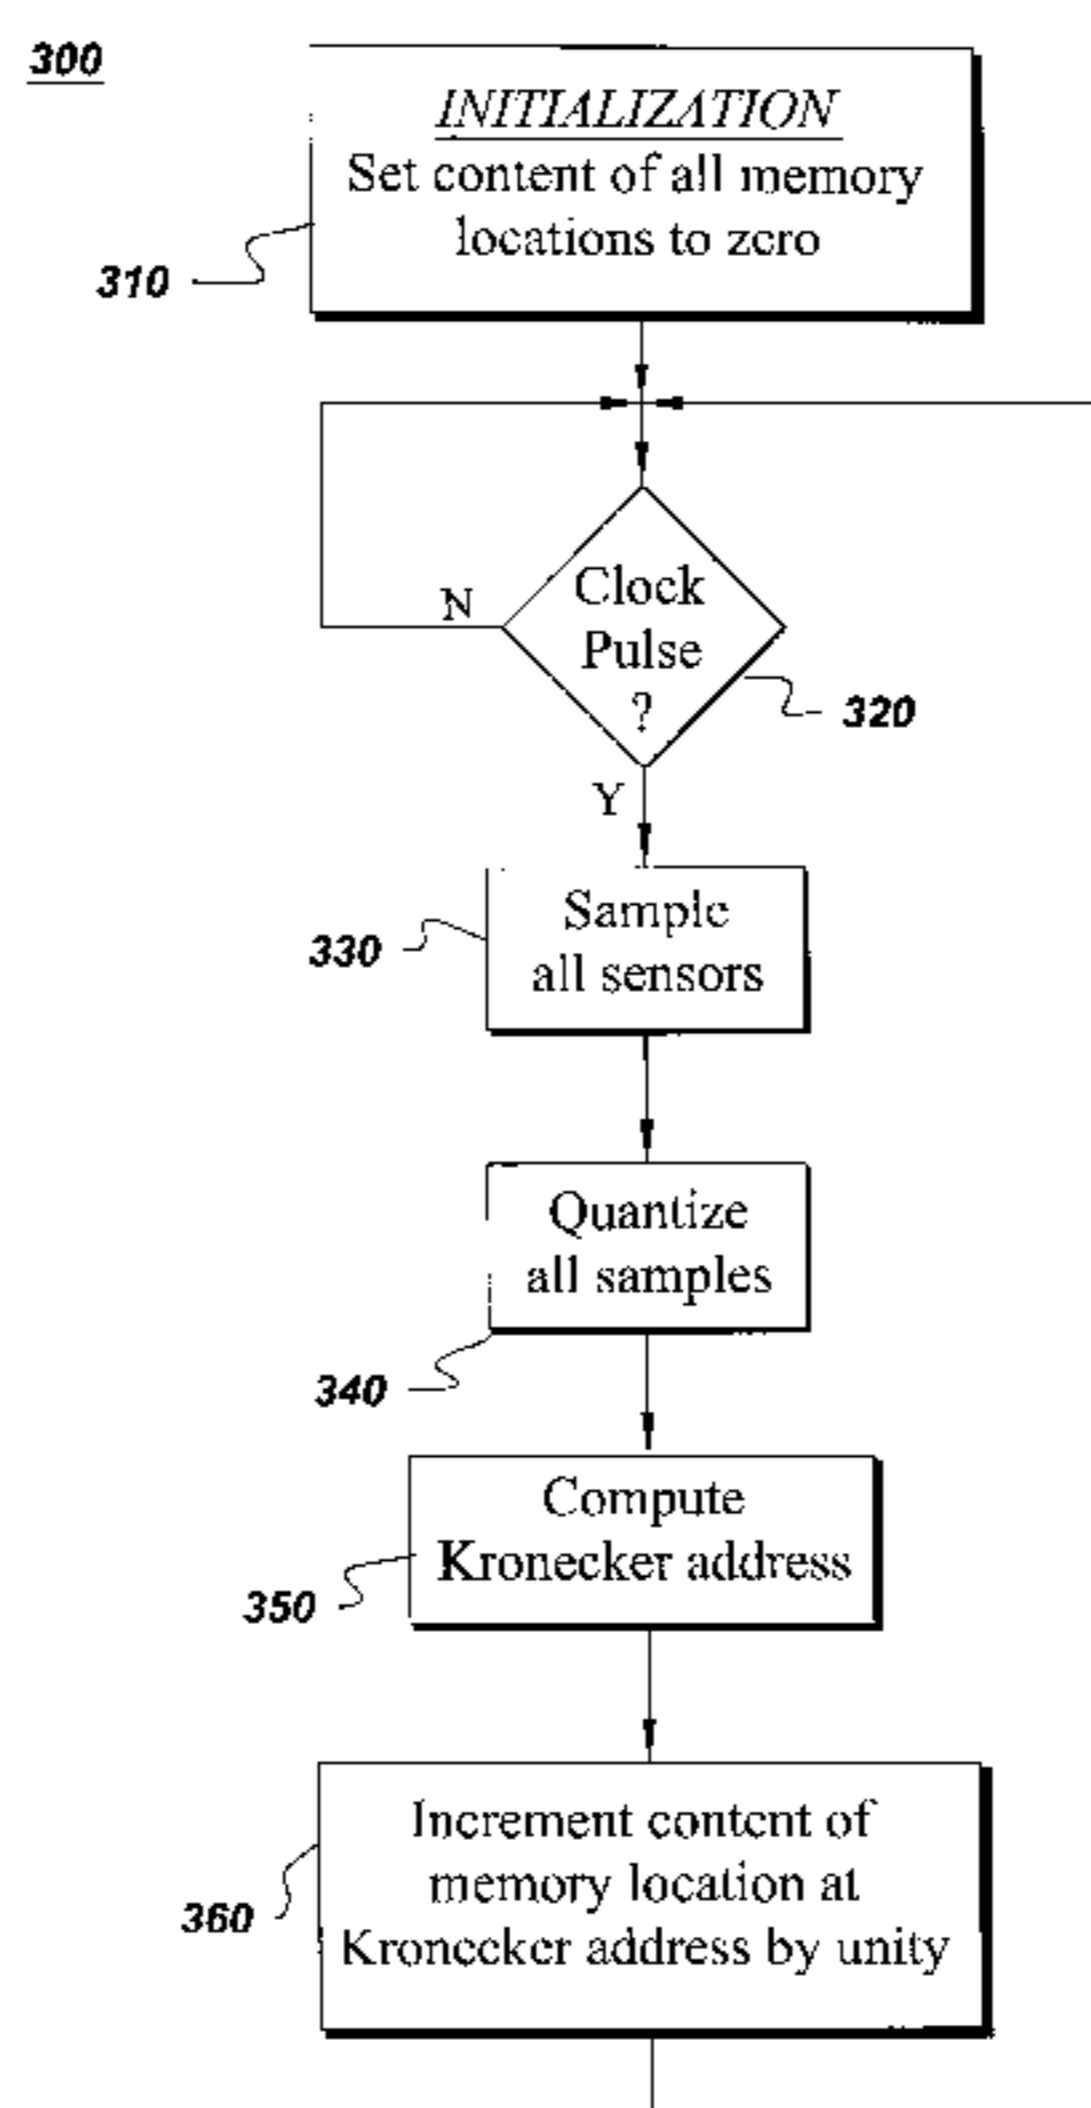 300
INITIALIZATION
Set content of all memory
locations to zero
310
N
Clock
Pulse
?
320
Y
Sample
all sensors
330
Quantize
all samples
340
Compute
Kronecker address
350
Increment content of
memory location at
Kronecker address by unity
360